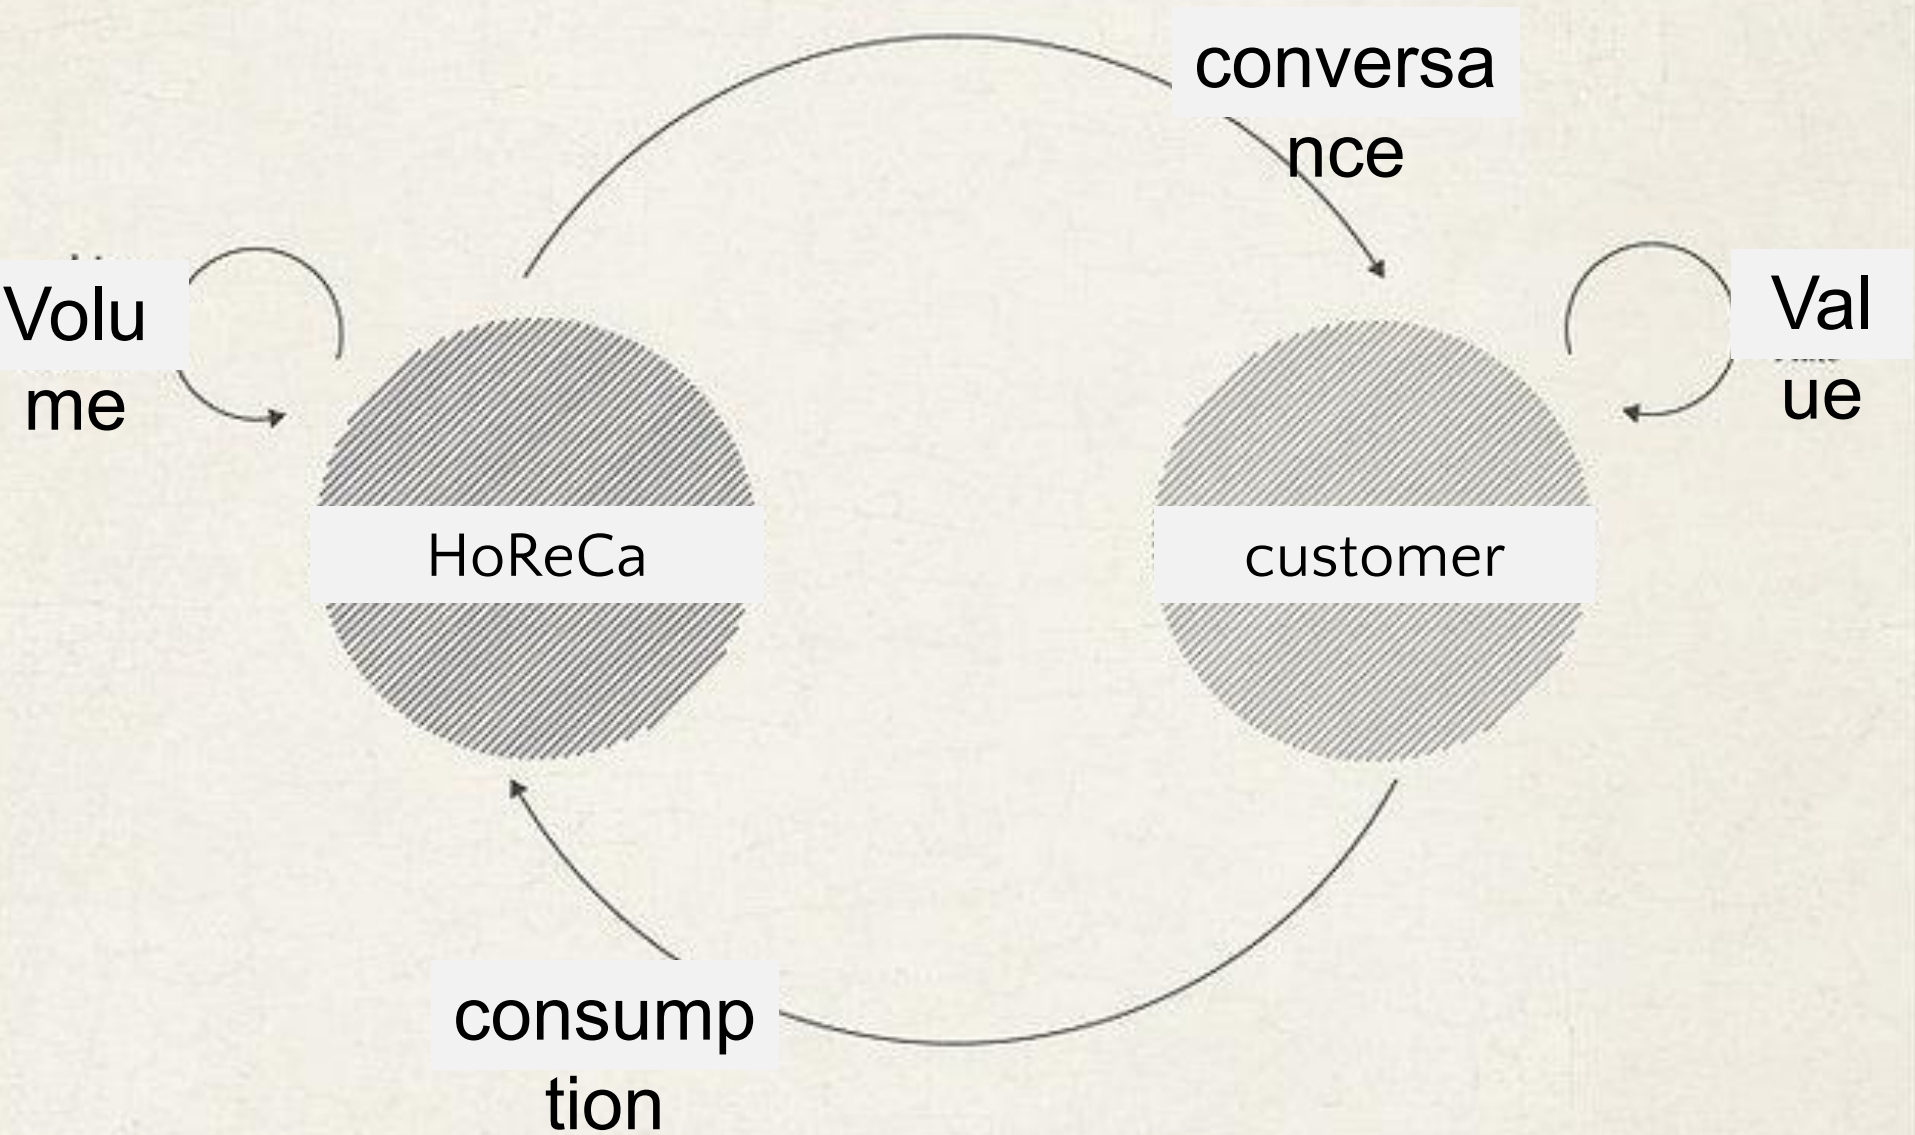 conversa
nce
Volu
me
Val
ue
HoReCa
customer
consump
tion